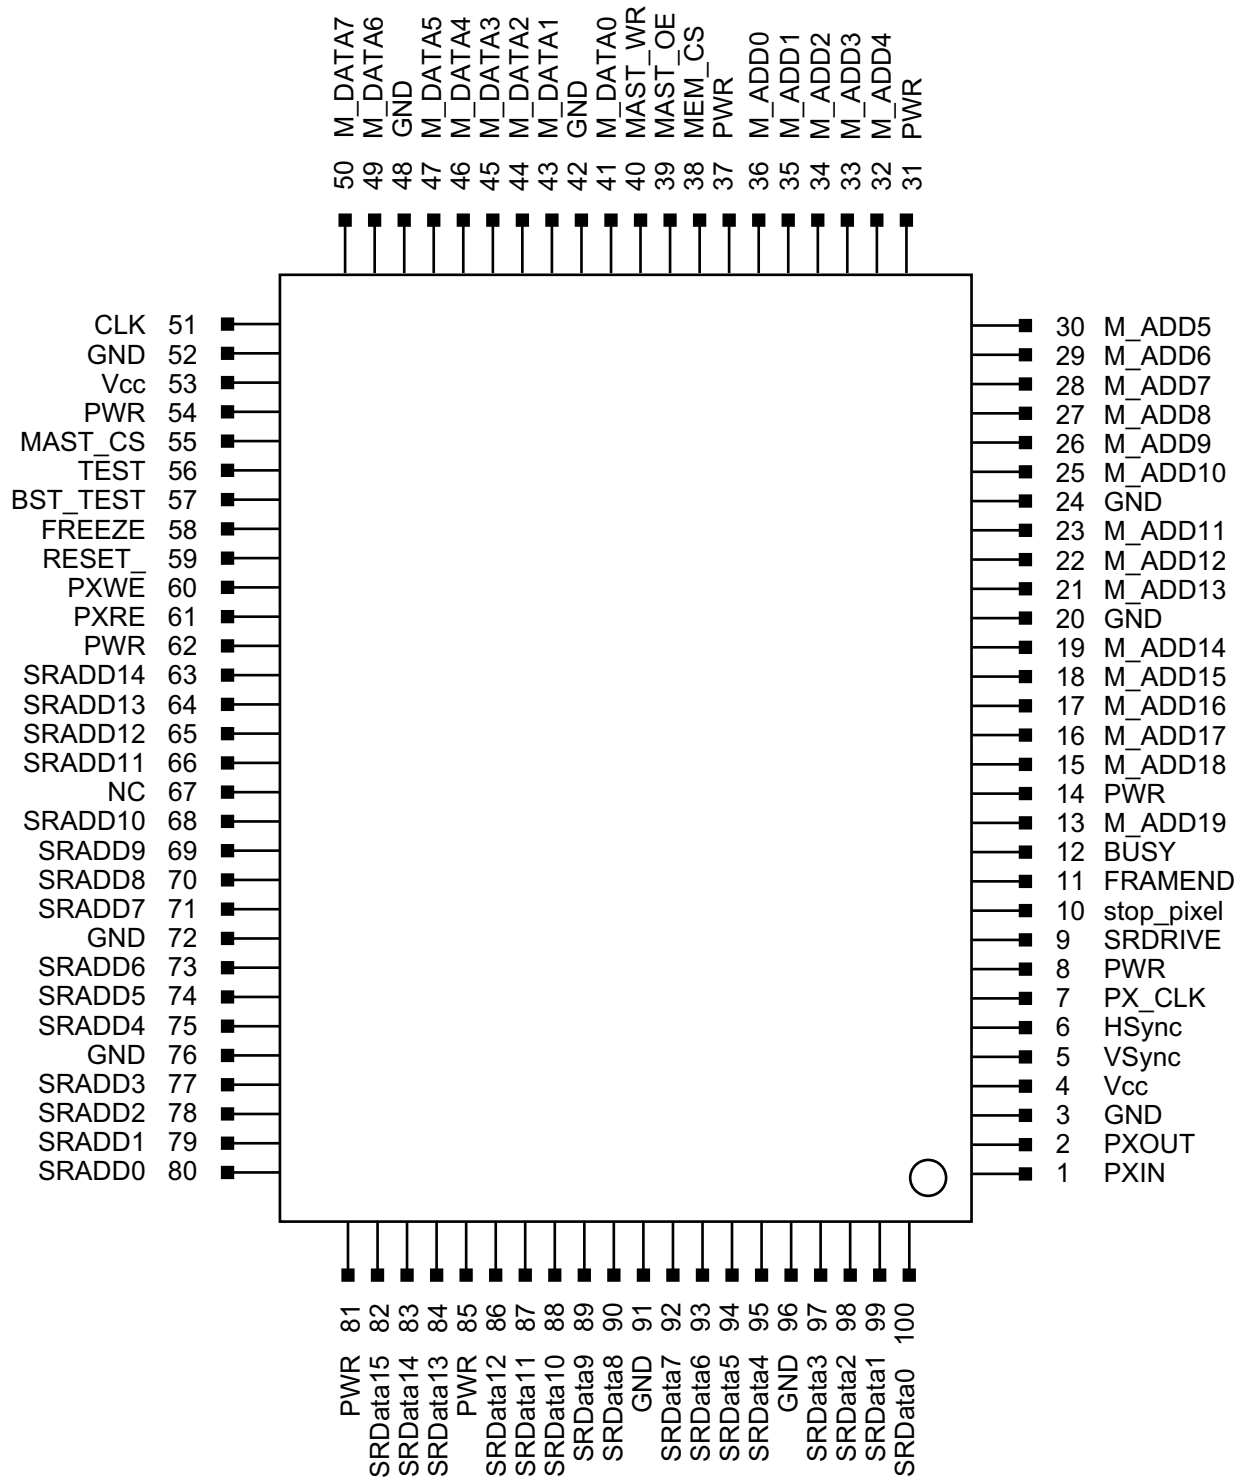 50 M_DATA7
49 M_DATA6
48 GND
47 M_DATA5
46 M_DATA4
45 M_DATA3
44 M_DATA2
43 M_DATA1
42 GND
41 M_DATA0
40 MAST_WR
39 MAST_OE
38 MEM_CS
37 PWR
36 M_ADD0
35 M_ADD1
34 M_ADD2
33 M_ADD3
32 M_ADD4
31 PWR
CLK 51
GND 52
Vcc 53
PWR 54
MAST_CS 55
TEST 56
BST_TEST 57
FREEZE 58
RESET_ 59
PXWE 60
PXRE 61
PWR 62
SRADD14 63
SRADD13 64
SRADD12 65
SRADD11 66
NC 67
SRADD10 68
SRADD9 69
SRADD8 70
SRADD7 71
GND 72
SRADD6 73
SRADD5 74
SRADD4 75
GND 76
SRADD3 77
SRADD2 78
SRADD1 79
SRADD0 80
30 M_ADD5
29 M_ADD6
28 M_ADD7
27 M_ADD8
26 M_ADD9
25 M_ADD10
24 GND
23 M_ADD11
22 M_ADD12
21 M_ADD13
20 GND
19 M_ADD14
18 M_ADD15
17 M_ADD16
16 M_ADD17
15 M_ADD18
14 PWR
13 M_ADD19
12 BUSY
11 FRAMEND
10 stop_pixel
9 SRDRIVE
8 PWR
7 PX_CLK
6 HSync
5 VSync
4 Vcc
3 GND
2 PXOUT
1 PXIN
PWR 81
SRData15 82
SRData14 83
SRData13 84
PWR 85
SRData12 86
SRData11 87
SRData10 88
SRData9 89
SRData8 90
GND 91
SRData7 92
SRData6 93
SRData5 94
SRData4 95
GND 96
SRData3 97
SRData2 98
SRData1 99
SRData0 100